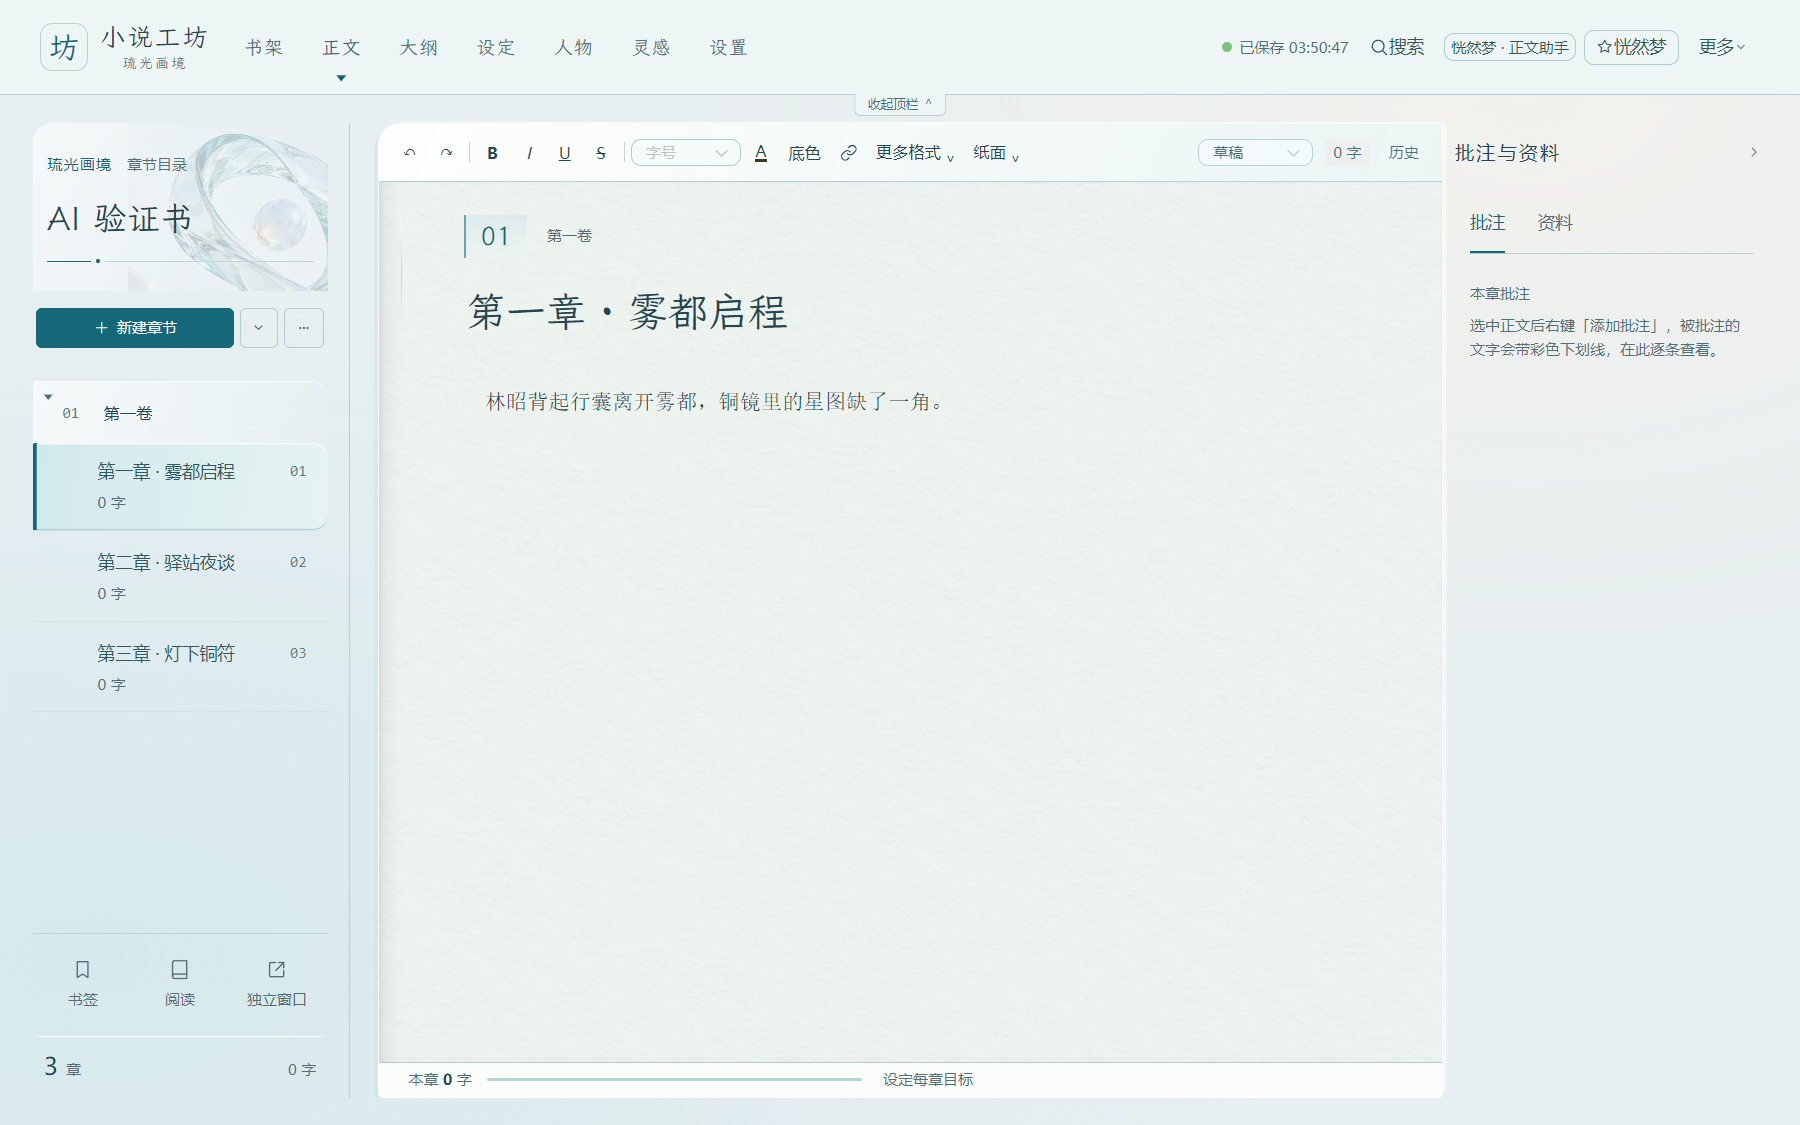 坊
小说工坊
琉光画境
书架 正文 大纲 设定 人物 灵感 设置
已保存 03:50:47 搜索 恍然梦 · 正文助手 恍然梦 更多
收起顶栏 ^
琉光画境 章节目录
AI 验证书
+ 新建章节 ...
01 第一卷
第一章 · 雾都启程 01
0 字
第二章 · 驿站夜谈 02
0 字
第三章 · 灯下铜符 03
0 字
书签 阅读 独立窗口
3 章 0 字
B I U S 字号 A 底色 更多格式 纸面 草稿 0 字 历史
01 第一卷
第一章 · 雾都启程
林昭背起行囊离开雾都，铜镜里的星图缺了一角。
本章 0 字 设定每章目标
批注与资料
批注 资料
本章批注
选中正文后右键「添加批注」，被批注的
文字会带彩色下划线，在此逐条查看。